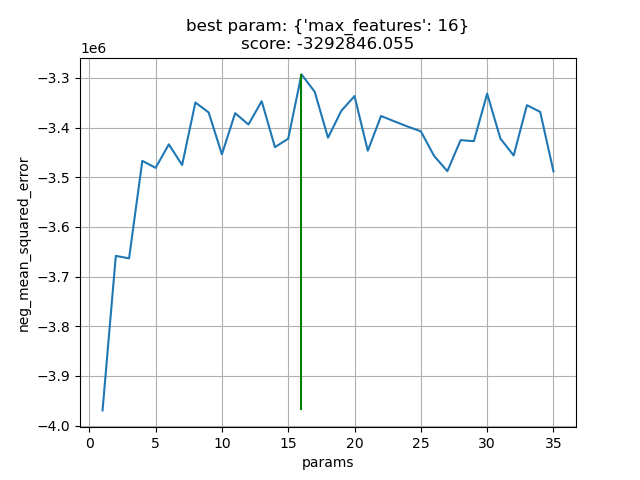 best param: {'max_features': 16}
score: -3292846.055
1e6
−3.3
−3.4
−3.5
−3.6
−3.7
−3.8
−3.9
−4.0
neg_mean_squared_error
0 5 10 15 20 25 30 35
params